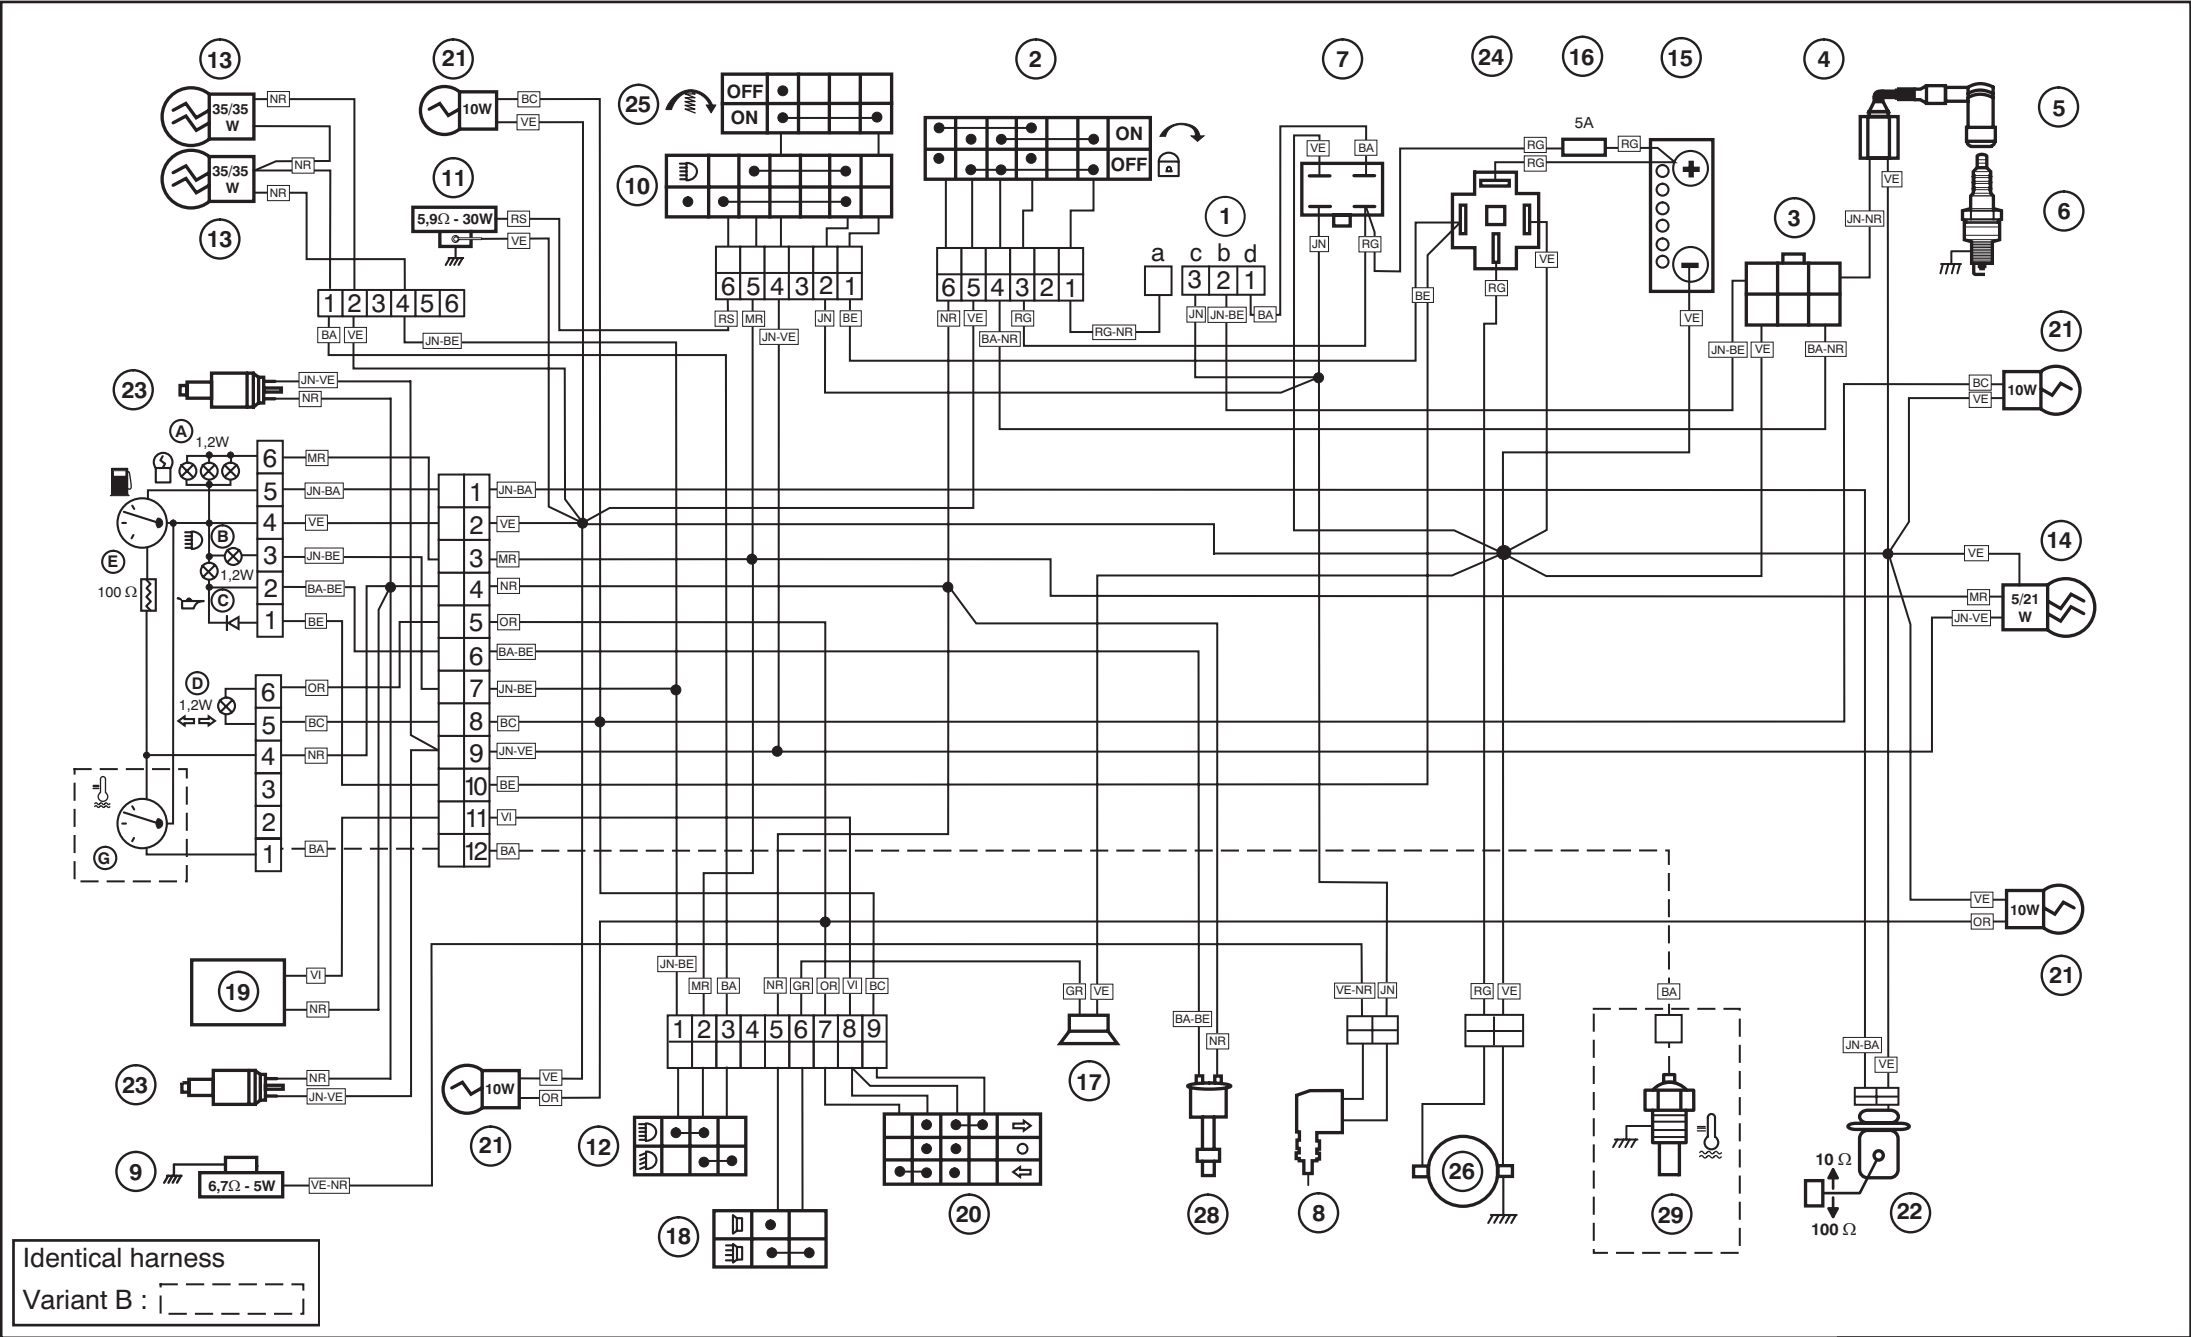 13 21 2 7 24 16 15 4
25 OFF
ON
5A
5
35/35
W
NR
10W
BC
VE
ON
OFF
VE BA
RG RG
RG
NR
35/35
W
NR
11
10
1
3
6
VE
JN-NR
13
5,9Ω - 30W
RS
VE
a c b d
JN RG
VE
6 5 4 3 2 1
6 5 4 3 2 1
3 2 1
BE RG
1 2 3 4 5 6
RS MR JN BE
JN-VE
NR VE RG
BA-NR
RG-NR
JN JN-BE BA
VE
21
BA VE
JN-BE
JN-BE VE BA-NR
23
JN-VE
NR
BC
VE
10W
A
1,2W
6 MR
5 JN-BA
4 VE
B
3 JN-BE
1,2W
2 BA-BE
C
1 BE
E
100 Ω
1 JN-BA
2 VE
3 MR
4 NR
5 OR
6 BA-BE
7 JN-BE
8 BC
9 JN-VE
10 BE
11 VI
12 BA
14
VE
MR
JN-VE
5/21
W
D
1,2W
6 OR
5 BC
4 NR
3
2
1 BA
G
VE
OR
10W
21
19
VI
NR
JN-BE
MR BA NR GR OR VI BC
GR VE
VE-NR JN
RG VE
BA
1 2 3 4 5 6 7 8 9
BA-BE
NR
17
JN-BA
VE
23
NR
JN-VE
10W
VE
OR
21
12
20
18
28
8
26
29
10 Ω
100 Ω
22
9
6,7Ω - 5W
VE-NR
Identical harness
Variant B :